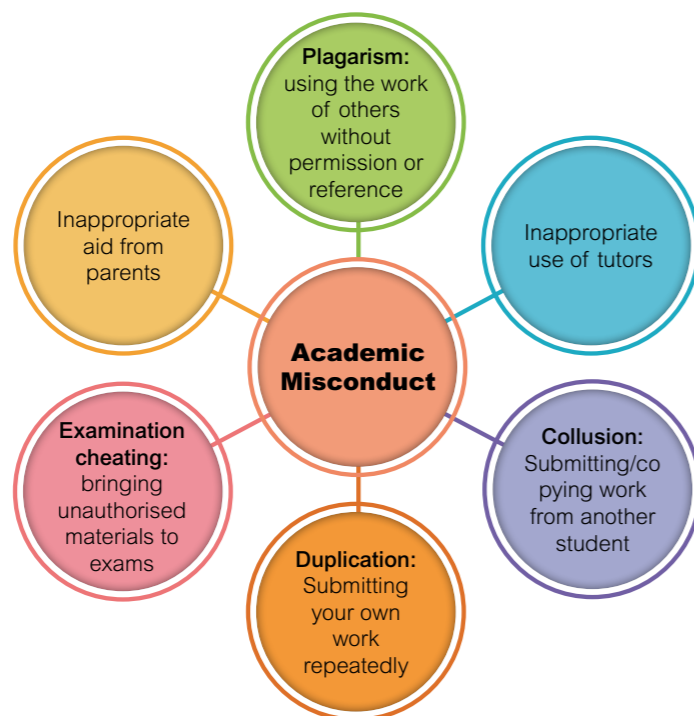 Plagarism:
using the work
of others
without
permission or
reference
Inappropriate
aid from
parents
Inappropriate
use of tutors
Academic
Misconduct
Examination
cheating:
bringing
unauthorised
materials to
exams
Collusion:
Submitting/co
pying work
from another
student
Duplication:
Submitting
your own
work
repeatedly